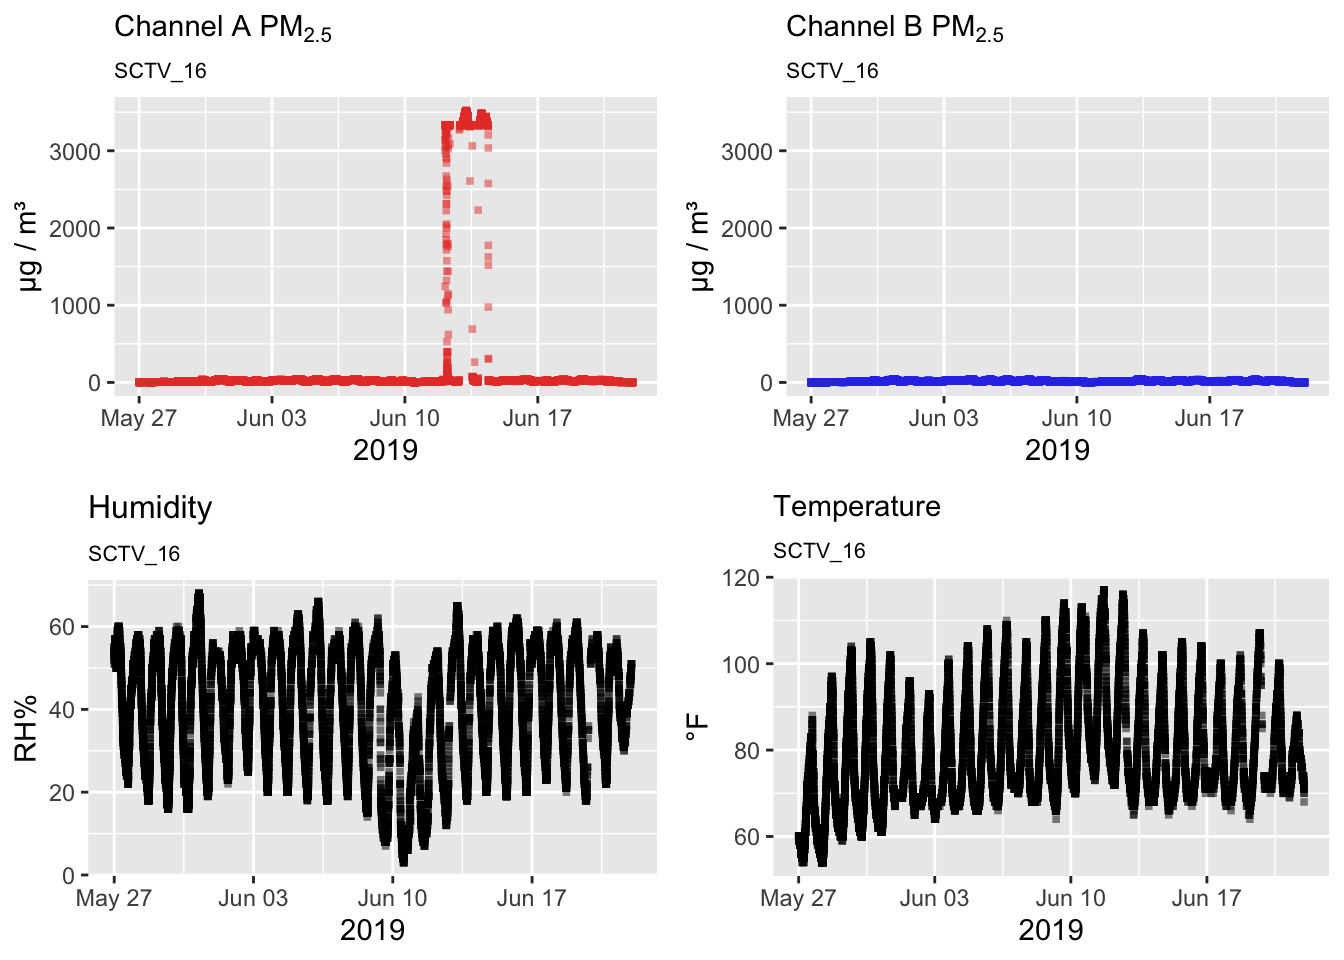 Channel A PM2.5
SCTV_16
µg / m³
3000
2000
1000
0
May 27 Jun 03 Jun 10 Jun 17
2019
Channel B PM2.5
SCTV_16
µg / m³
3000
2000
1000
0
May 27 Jun 03 Jun 10 Jun 17
2019
Humidity
SCTV_16
RH%
60
40
20
0
May 27 Jun 03 Jun 10 Jun 17
2019
Temperature
SCTV_16
°F
120
100
80
60
May 27 Jun 03 Jun 10 Jun 17
2019